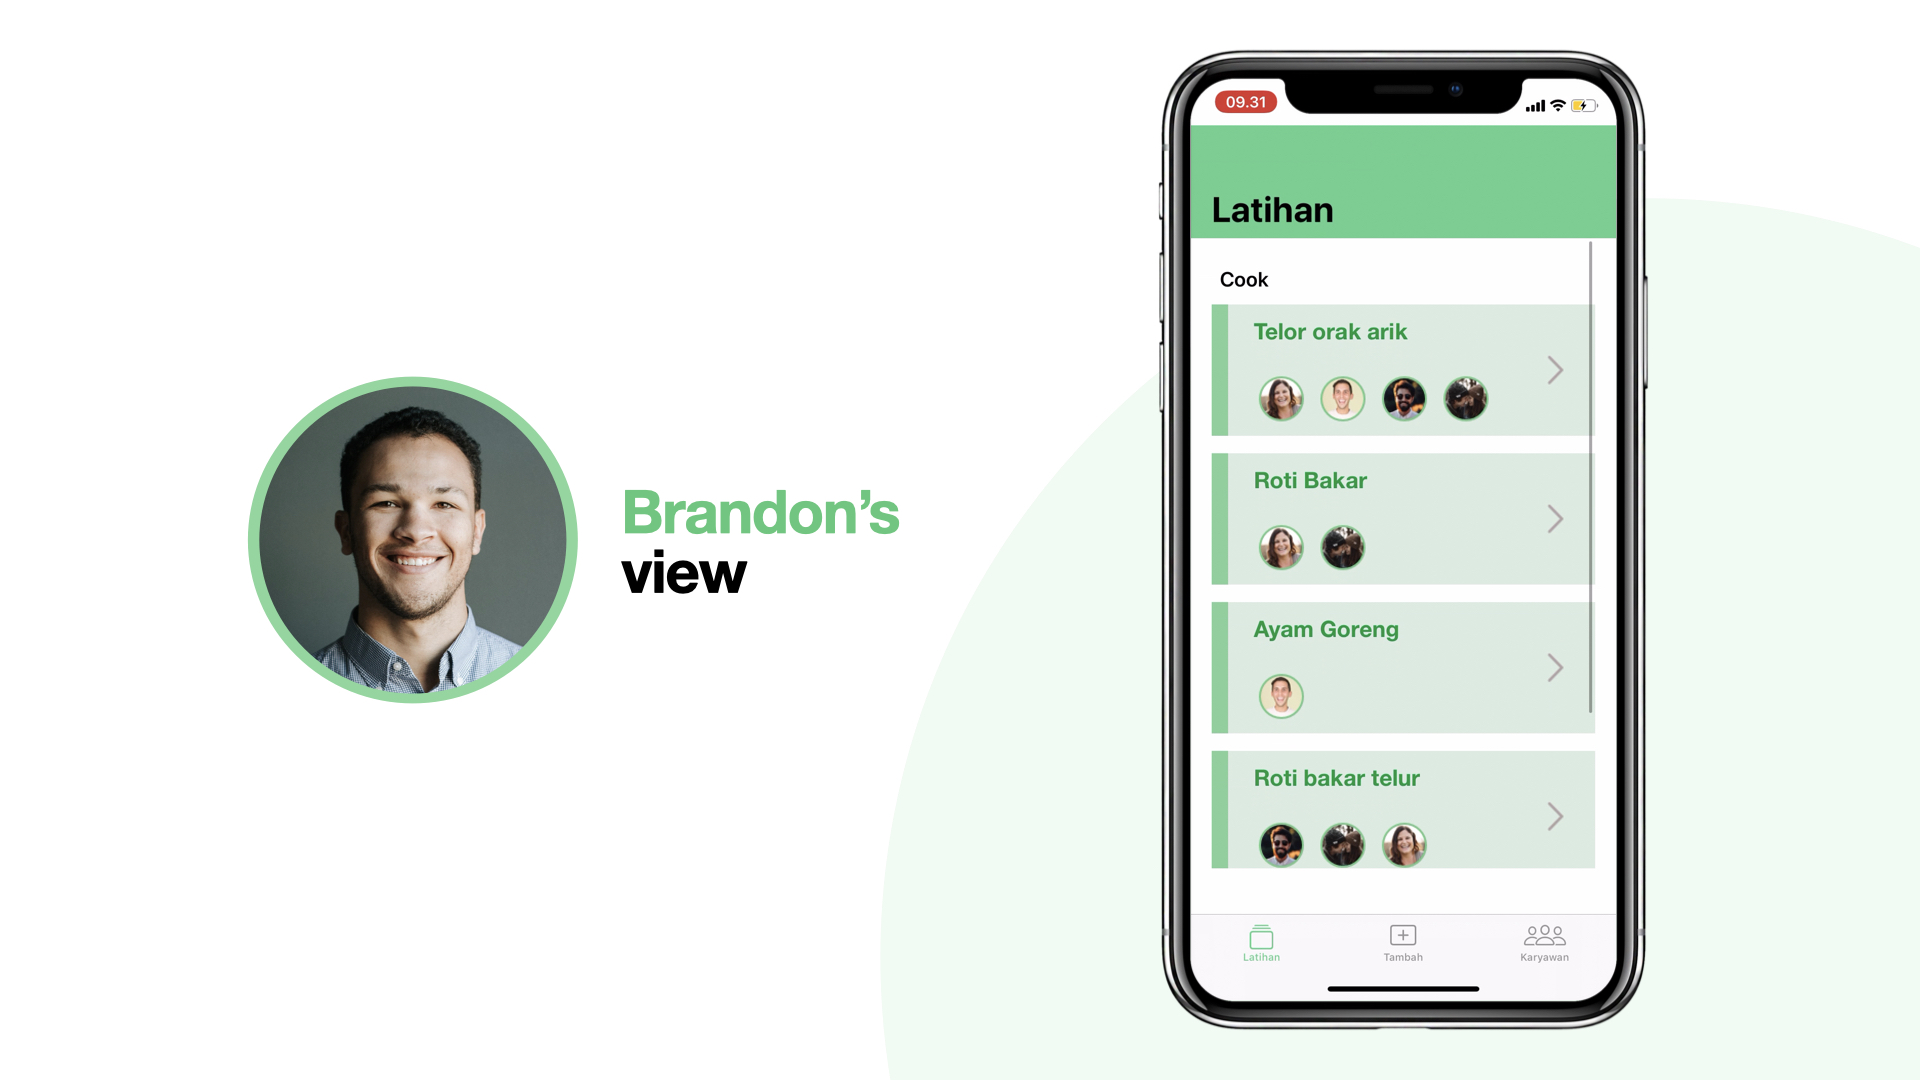 Brandon’s
view
09.31
Latihan
Cook
Telor orak arik
Roti Bakar
Ayam Goreng
Roti bakar telur
Latihan
Tambah
Karyawan